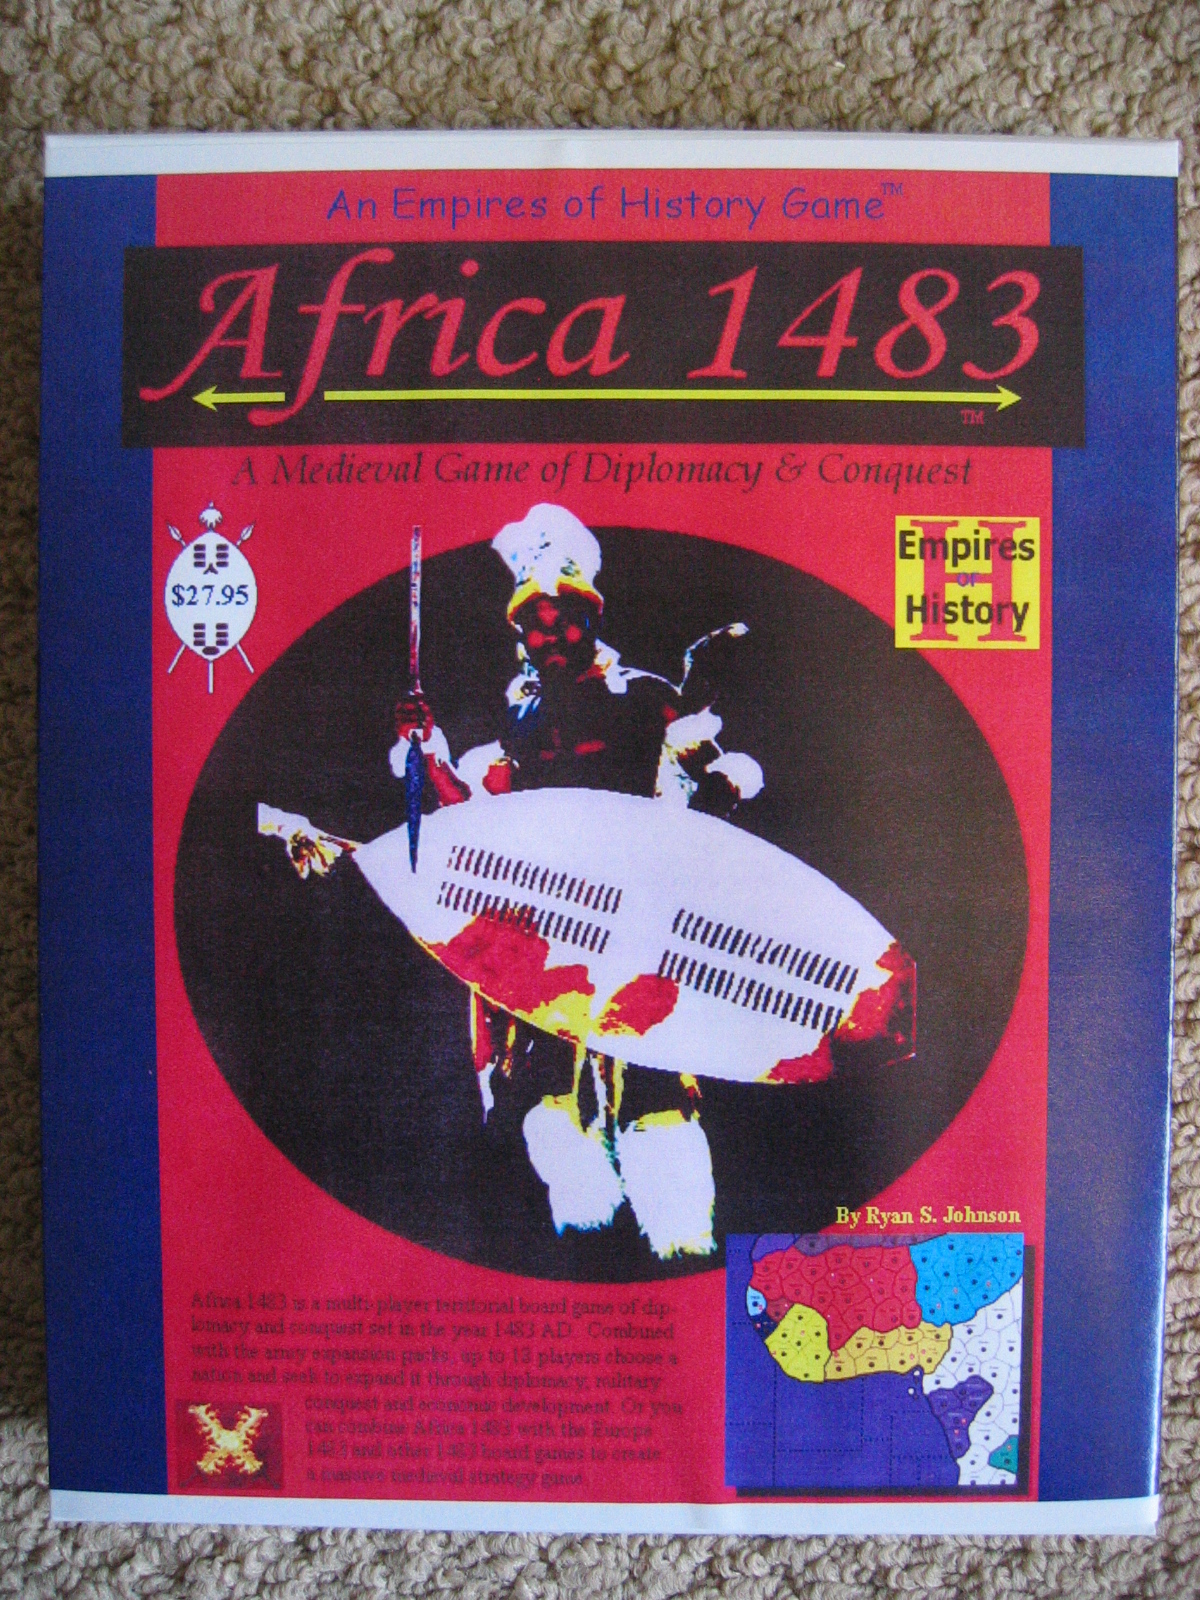 An Empires of History Game™
Africa 1483
TM
A Medieval Game of Diplomacy & Conquest
$27.95
Empires
of
History
H
By Ryan S. Johnson
Africa 1483 is a multi player territorial board game of dip-
lomacy and conquest set in the year 1483 AD. Combined
with the army expansion packs, up to 13 players choose a
nation and seek to expand it through diplomacy, military
conquest and economic development. Or you
can combine Africa 1483 with the Europe
1483 and other 1483 board games to create
a massive medieval strategy game.